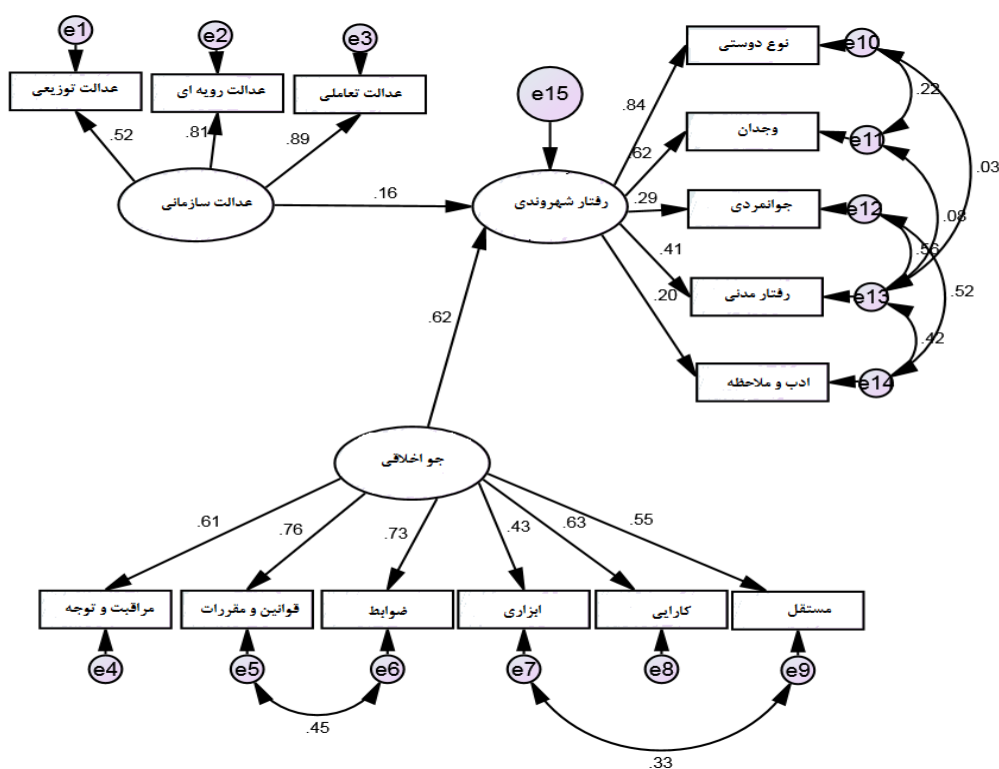 e1
e2
e3
عدالت توزیعی
عدالت رویه ای
عدالت تعاملی
.52
.81
.89
عدالت سازمانی
.16
e15
رفتار شهروندی
.84
.62
.29
.41
.20
نوع دوستی
وجدان
جوانمردی
رفتار مدنی
ادب و ملاحظه
e10
e11
e12
e13
e14
.22
.03
.08
.56
.52
.42
.62
جو اخلاقی
.61
.76
.73
.43
.63
.55
مراقبت و توجه
قوانین و مقررات
ضوابط
ابزاری
کارایی
مستقل
e4
e5
e6
e7
e8
e9
.45
.33